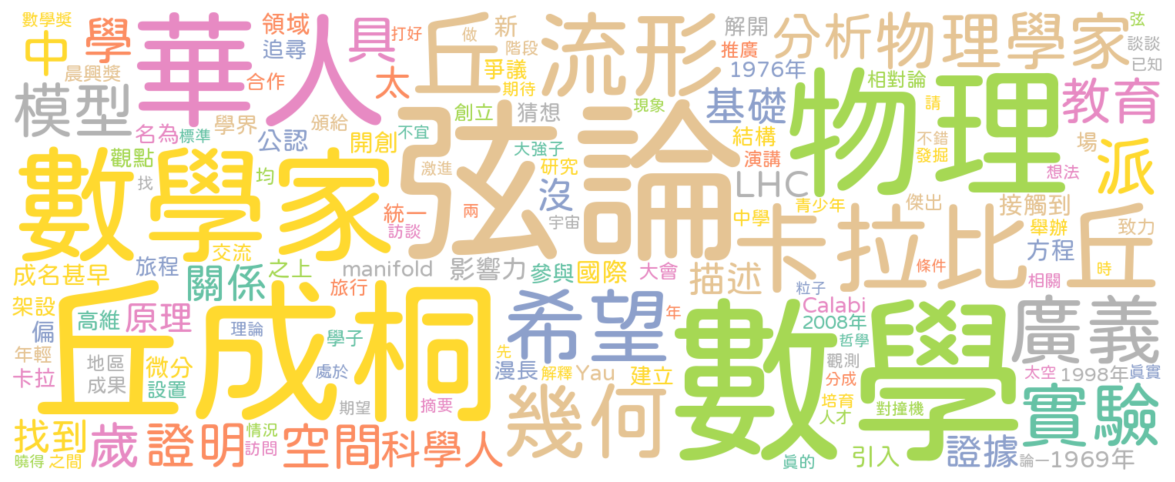 數學獎
中
學
華人
領域
具
丘
流形
新
解開
分析
物理學家
打好
做
弦
談談
已知
追尋
階段
推廣
晨興獎
合作
太
爭議
期待
1976年
相對論
請
模型
創立
猜想
現象
基礎
物理
教育
名為
標準
學界
頒給
公認
開創
不宜
結構
不錯
發掘
場
派
數學家
觀點
找
均
激進
弦論
大強子
研究
演講
想法
沒
LHC
宇宙
統一
訪談
兩
中學
青少年
傑出
接觸到
舉辦
致力
卡拉比丘
方程
交流
成名甚早
旅程
關係
之上
manifold
影響力
參與
國際
大會
描述
條件
相關
時
架設
旅行
粒子
Calabi
2008年
哲學
廣義
丘成桐
偏
高維
原理
理論
學子
希望
年
數學
觀測
太空
1998年
真實
年輕
卡拉
地區
成果
微分
設置
處於
先
漫長
解釋
Yau
建立
分成
培育
人才
對撞機
實驗
期望
摘要
幾何
找到
歲
證明
情況
訪問
空間
科學人
曉得
之間
真的
引入
證據
論
一1969年